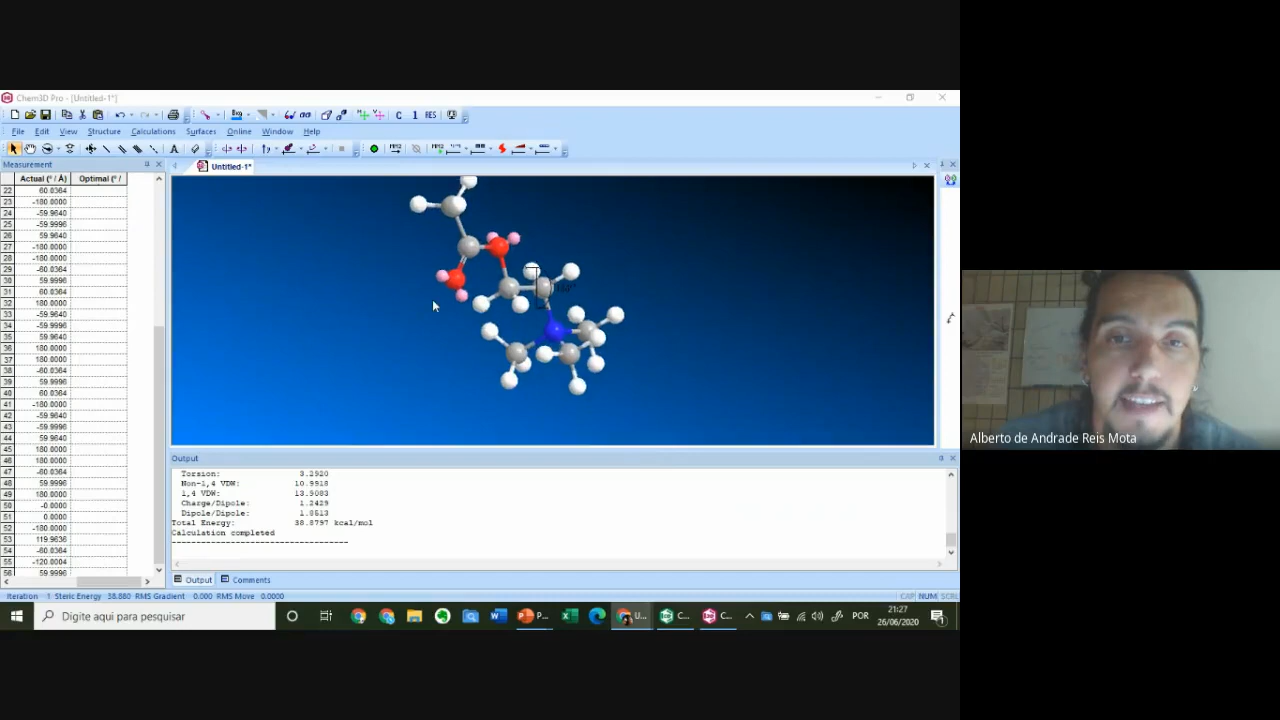 Chem3D Pro - [Untitled-1*]
C 1 RES
File Edit View Structure Calculations Surfaces Online Window Help
Measurement
Untitled-1*
Actual (° / Å) Optimal (° /
22 60.0364
23 -180.0000
24 -59.9640
25 -59.9996
26 59.9640
27 -180.0000
28 -180.0000
29 -60.0364
30 59.9996
31 60.0364
32 180.0000
33 -59.9640
34 -59.9996
35 59.9640
36 180.0000
37 180.0000
38 -60.0364
39 59.9996
40 60.0364
41 -180.0000
42 -59.9640
43 -59.9996
44 59.9640
45 180.0000
46 180.0000
47 -60.0364
48 59.9996
49 180.0000
50 -0.0000
51 0.0000
52 -180.0000
53 119.9636
54 -60.0364
55 -120.0004
56 59.9996
Output
Torsion: 3.2920
Non-1,4 VDW: 10.9918
1,4 VDW: 13.9083
Charge/Dipole: 1.2429
Dipole/Dipole: 1.8513
Total Energy: 38.8797 kcal/mol
Calculation completed
------------------------------------
Output Comments
Iteration 1 Steric Energy 38.880 RMS Gradient 0.000 RMS Move 0.0000
CAP NUM SCRL
Digite aqui para pesquisar
P... U... C... C...
POR
21:27
26/06/2020
Alberto de Andrade Reis Mota